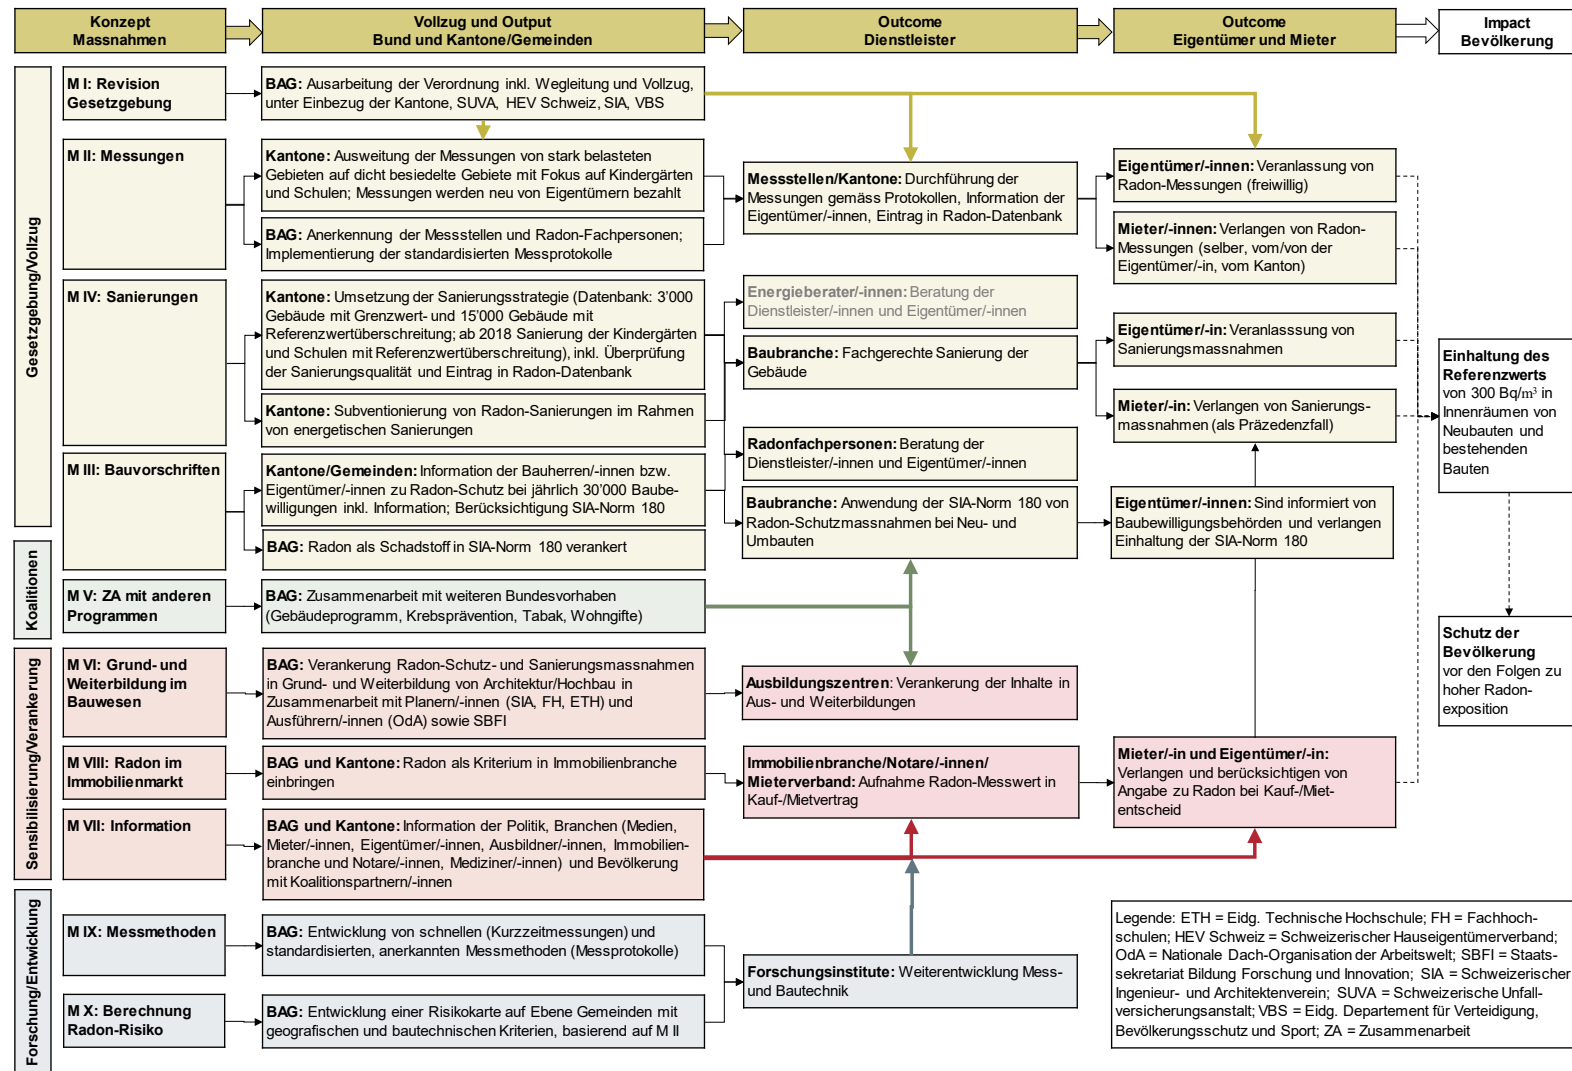 Konzept
Massnahmen
Vollzug und Output
Bund und Kantone/Gemeinden
Outcome
Dienstleister
Outcome
Eigentümer und Mieter
Impact
Bevölkerung
Gesetzgebung/Vollzug
M I: Revision
Gesetzgebung
BAG: Ausarbeitung der Verordnung inkl. Wegleitung und Vollzug,
unter Einbezug der Kantone, SUVA, HEV Schweiz, SIA, VBS
M II: Messungen
Kantone: Ausweitung der Messungen von stark belasteten
Gebieten auf dicht besiedelte Gebiete mit Fokus auf Kindergärten
und Schulen; Messungen werden neu von Eigentümern bezahlt
BAG: Anerkennung der Messstellen und Radon-Fachpersonen;
Implementierung der standardisierten Messprotokolle
Messstellen/Kantone: Durchführung der
Messungen gemäss Protokollen, Information der
Eigentümer/-innen, Eintrag in Radon-Datenbank
Eigentümer/-innen: Veranlassung von
Radon-Messungen (freiwillig)
Mieter/-innen: Verlangen von Radon-
Messungen (selber, vom/von der
Eigentümer/-in, vom Kanton)
M IV: Sanierungen
Kantone: Umsetzung der Sanierungsstrategie (Datenbank: 3’000
Gebäude mit Grenzwert- und 15’000 Gebäude mit
Referenzwertüberschreitung; ab 2018 Sanierung der Kindergärten
und Schulen mit Referenzwertüberschreitung), inkl. Überprüfung
der Sanierungsqualität und Eintrag in Radon-Datenbank
Kantone: Subventionierung von Radon-Sanierungen im Rahmen
von energetischen Sanierungen
Energieberater/-innen: Beratung der
Dienstleister/-innen und Eigentümer/-innen
Baubranche: Fachgerechte Sanierung der
Gebäude
Radonfachpersonen: Beratung der
Dienstleister/-innen und Eigentümer/-innen
Eigentümer/-in: Veranlasssung von
Sanierungsmassnahmen
Mieter/-in: Verlangen von Sanierungs-
massnahmen (als Präzedenzfall)
Einhaltung des
Referenzwerts
von 300 Bq/m³ in
Innenräumen von
Neubauten und
bestehenden
Bauten
M III: Bauvorschriften
Kantone/Gemeinden: Information der Bauherren/-innen bzw.
Eigentümer/-innen zu Radon-Schutz bei jährlich 30’000 Baube-
willigungen inkl. Information; Berücksichtigung SIA-Norm 180
BAG: Radon als Schadstoff in SIA-Norm 180 verankert
Baubranche: Anwendung der SIA-Norm 180 von
Radon-Schutzmassnahmen bei Neu- und
Umbauten
Eigentümer/-innen: Sind informiert von
Baubewilligungsbehörden und verlangen
Einhaltung der SIA-Norm 180
Koalitionen
M V: ZA mit anderen
Programmen
BAG: Zusammenarbeit mit weiteren Bundesvorhaben
(Gebäudeprogramm, Krebsprävention, Tabak, Wohngifte)
Schutz der
Bevölkerung
vor den Folgen zu
hoher Radon-
exposition
Sensibilisierung/Verankerung
M VI: Grund- und
Weiterbildung im
Bauwesen
BAG: Verankerung Radon-Schutz- und Sanierungsmassnahmen
in Grund- und Weiterbildung von Architektur/Hochbau in
Zusammenarbeit mit Planern/-innen (SIA, FH, ETH) und
Ausführern/-innen (OdA) sowie SBFI
Ausbildungszentren: Verankerung der Inhalte in
Aus- und Weiterbildungen
M VIII: Radon im
Immobilienmarkt
BAG und Kantone: Radon als Kriterium in Immobilienbranche
einbringen
Immobilienbranche/Notare/-innen/
Mieterverband: Aufnahme Radon-Messwert in
Kauf-/Mietvertrag
Mieter/-in und Eigentümer/-in:
Verlangen und berücksichtigen von
Angabe zu Radon bei Kauf-/Miet-
entscheid
M VII: Information
BAG und Kantone: Information der Politik, Branchen (Medien,
Mieter/-innen, Eigentümer/-innen, Ausbildner/-innen, Immobilien-
branche und Notare/-innen, Mediziner/-innen) und Bevölkerung
mit Koalitionspartnern/-innen
Forschung/Entwicklung
M IX: Messmethoden
BAG: Entwicklung von schnellen (Kurzzeitmessungen) und
standardisierten, anerkannten Messmethoden (Messprotokolle)
M X: Berechnung
Radon-Risiko
BAG: Entwicklung einer Risikokarte auf Ebene Gemeinden mit
geografischen und bautechnischen Kriterien, basierend auf M II
Forschungsinstitute: Weiterentwicklung Mess-
und Bautechnik
Legende: ETH = Eidg. Technische Hochschule; FH = Fachhoch-
schulen; HEV Schweiz = Schweizerischer Hauseigentümerverband;
OdA = Nationale Dach-Organisation der Arbeitswelt; SBFI = Staats-
sekretariat Bildung Forschung und Innovation; SIA = Schweizerischer
Ingenieur- und Architektenverein; SUVA = Schweizerische Unfall-
versicherungsanstalt; VBS = Eidg. Departement für Verteidigung,
Bevölkerungsschutz und Sport; ZA = Zusammenarbeit